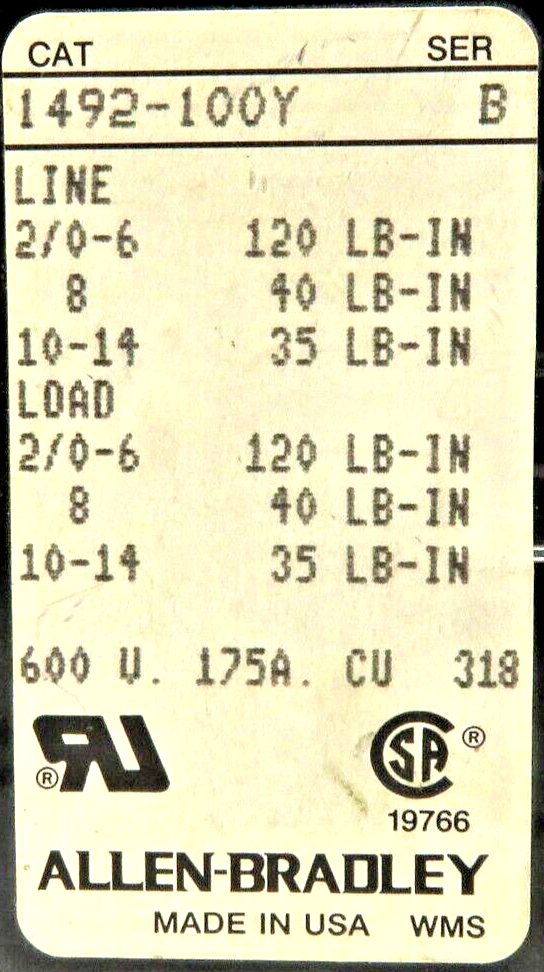 CAT SER
1492-100Y B
LINE
2/0-6 120 LB-IN
8 40 LB-IN
10-14 35 LB-IN
LOAD
2/0-6 120 LB-IN
8 40 LB-IN
10-14 35 LB-IN
600 V. 175A. CU 318
RU® CSA®
19766
ALLEN-BRADLEY
MADE IN USA WMS